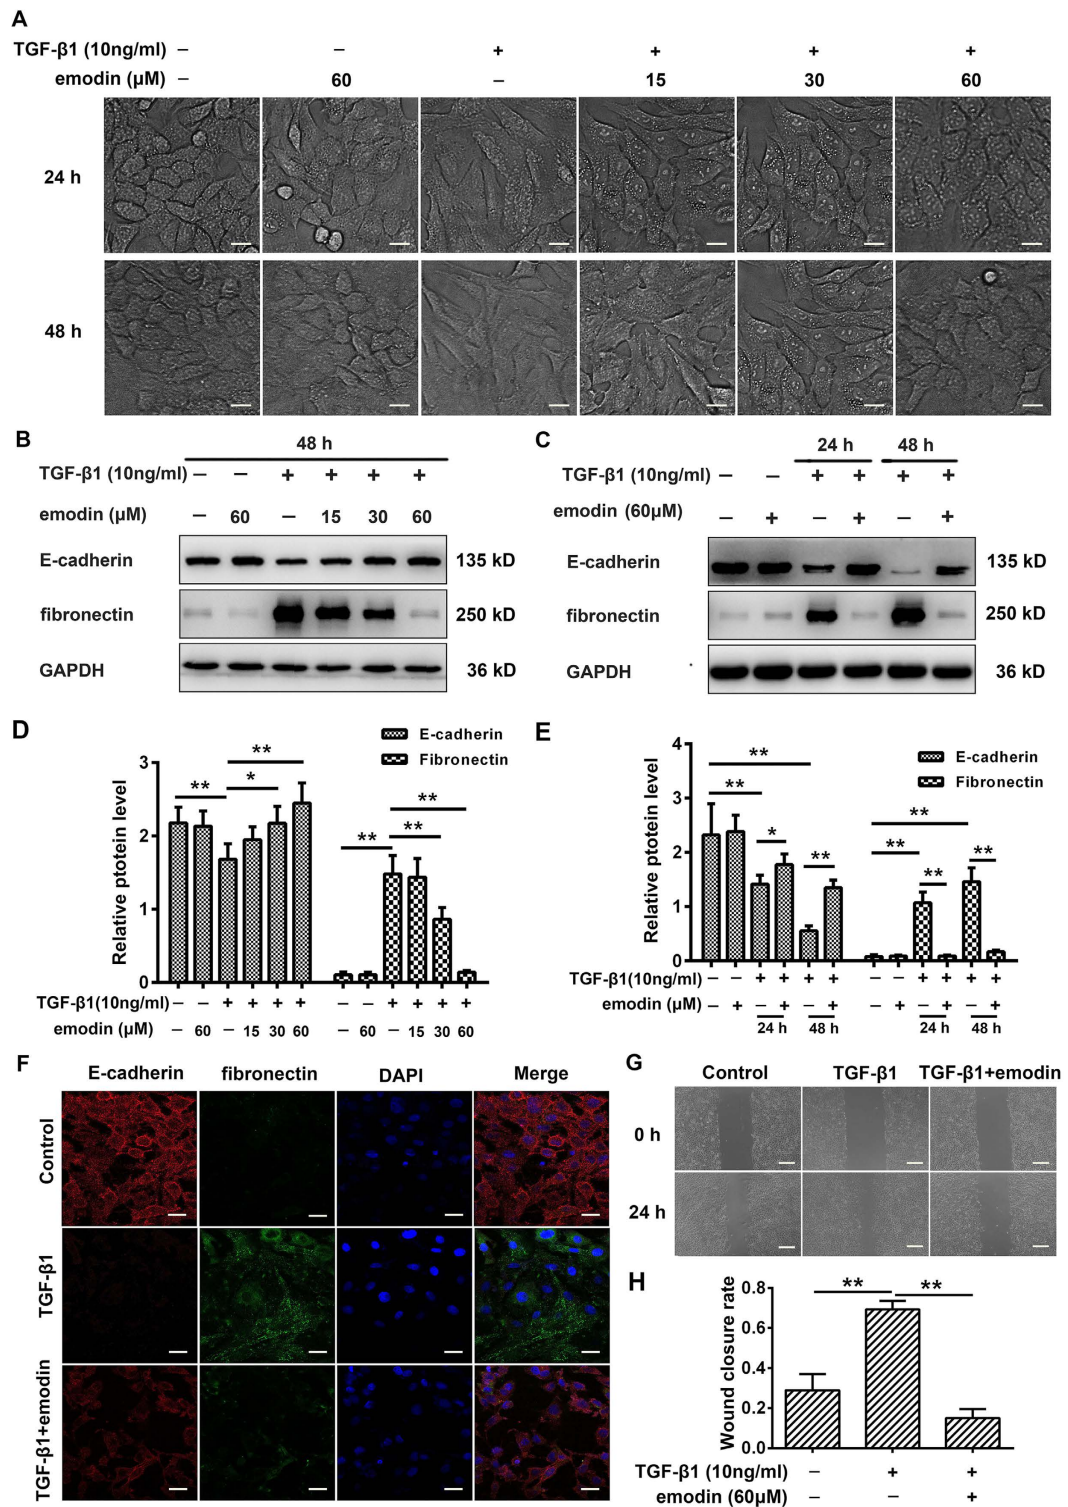 A
TGF-β1 (10ng/ml) – – + + + +
emodin (μM) – 60 – 15 30 60
24 h
48 h
B
48 h
TGF-β1 (10ng/ml) – – + + + +
emodin (μM) – 60 – 15 30 60
E-cadherin 135 kD
fibronectin 250 kD
GAPDH 36 kD
C
24 h 48 h
TGF-β1 (10ng/ml) – – + + + +
emodin (60μM) – + – + – +
E-cadherin 135 kD
fibronectin 250 kD
GAPDH 36 kD
D
E-cadherin
Fibronectin
Relative ptotein level
3
2
1
0
** * ** ** ** **
TGF-β1(10ng/ml) – – + + + + – – + + + +
emodin (μM) – 60 – 15 30 60 – 60 – 15 30 60
E
E-cadherin
Fibronectin
Relative ptotein level
4
3
2
1
0
** ** * ** ** ** ** **
TGF-β1(10ng/ml) – – + + + + – – + + + +
emodin (μM) – + – + – + – + – + – +
24 h 48 h 24 h 48 h
F
E-cadherin fibronectin DAPI Merge
Control
TGF-β1
TGF-β1+emodin
G
Control TGF-β1 TGF-β1+emodin
0 h
24 h
H
Wound closure rate
0.8
0.6
0.4
0.2
0.0
** **
TGF-β1 (10ng/ml) – + +
emodin (60μM) – – +